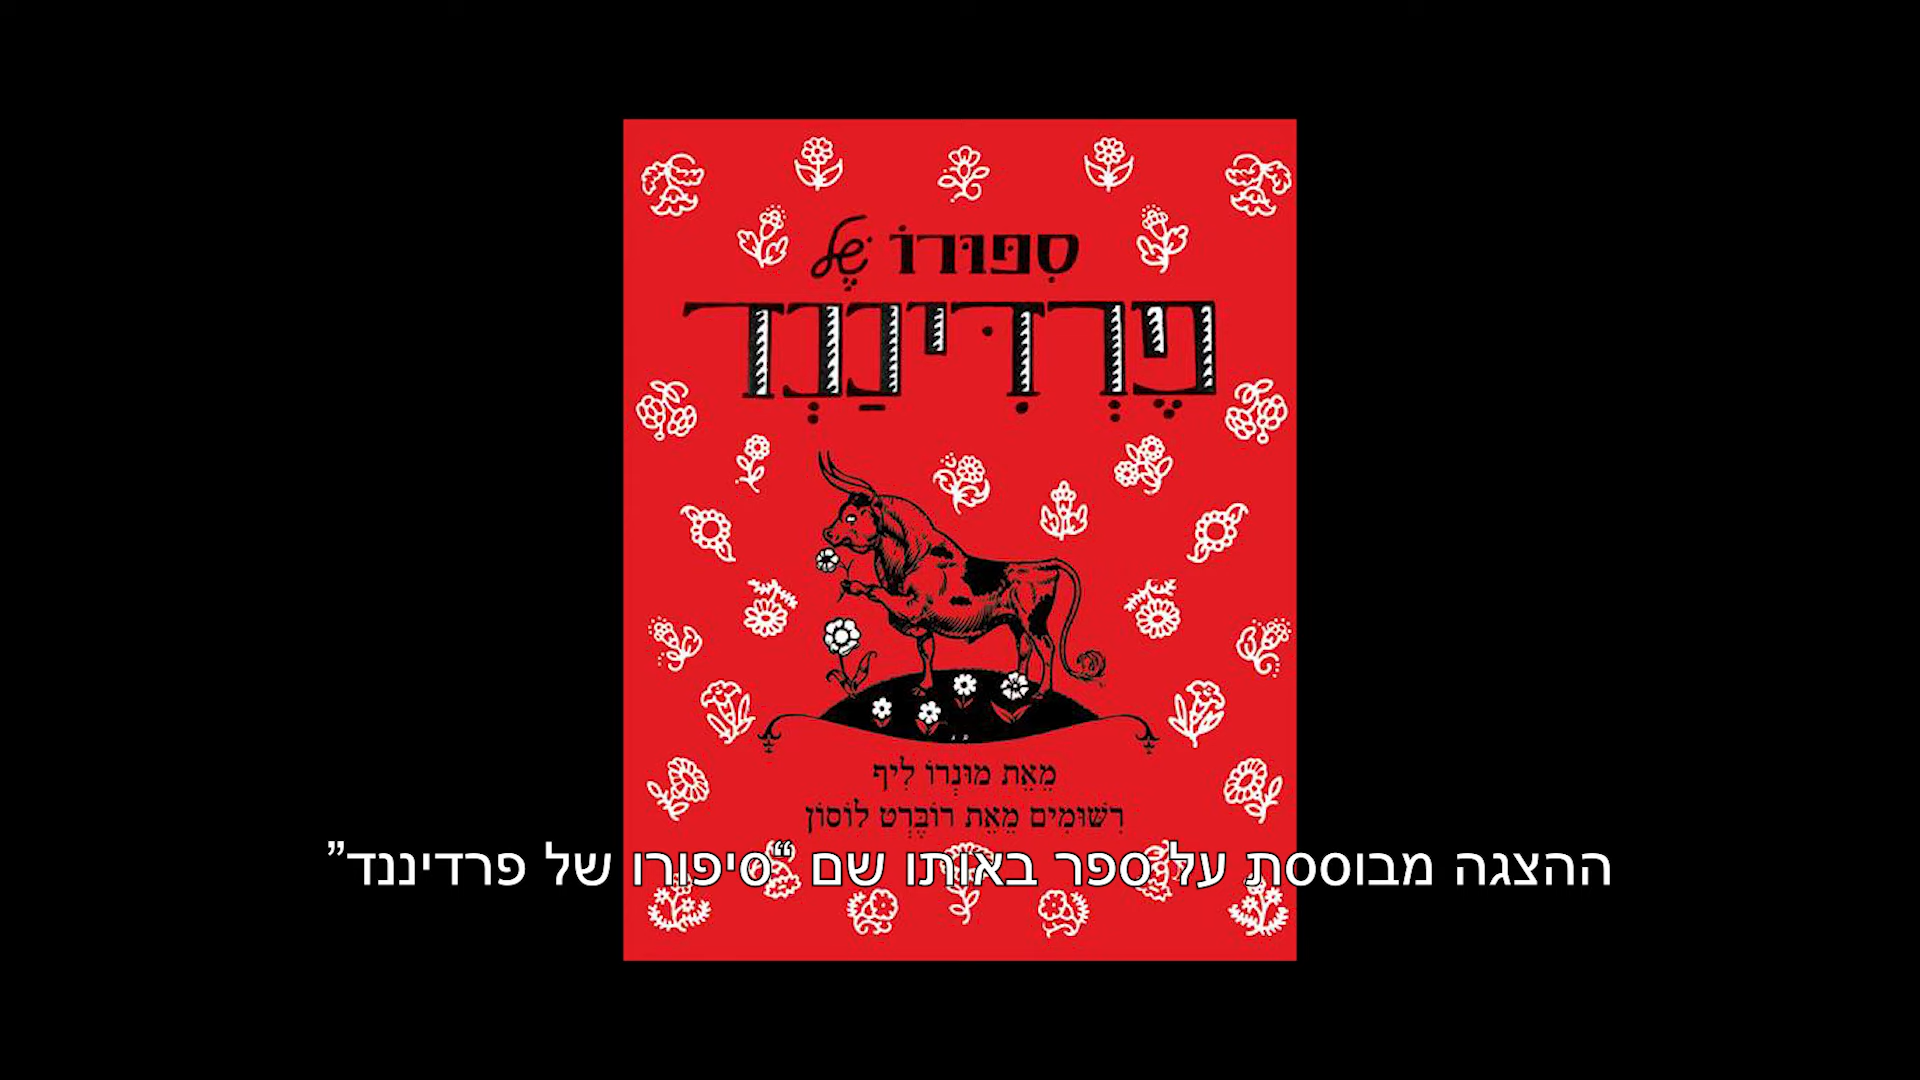 סִפּוּרוֹ שֶׁל
פֶרְדִּינַנְד
מֵאֵת מוּנְרוֹ לִיף
רִשּׁוּמִים מֵאֵת רוֹבֶּרְט לוֹסוֹן
ההצגה מבוססת על ספר באותו שם “סיפורו של פרדיננד”